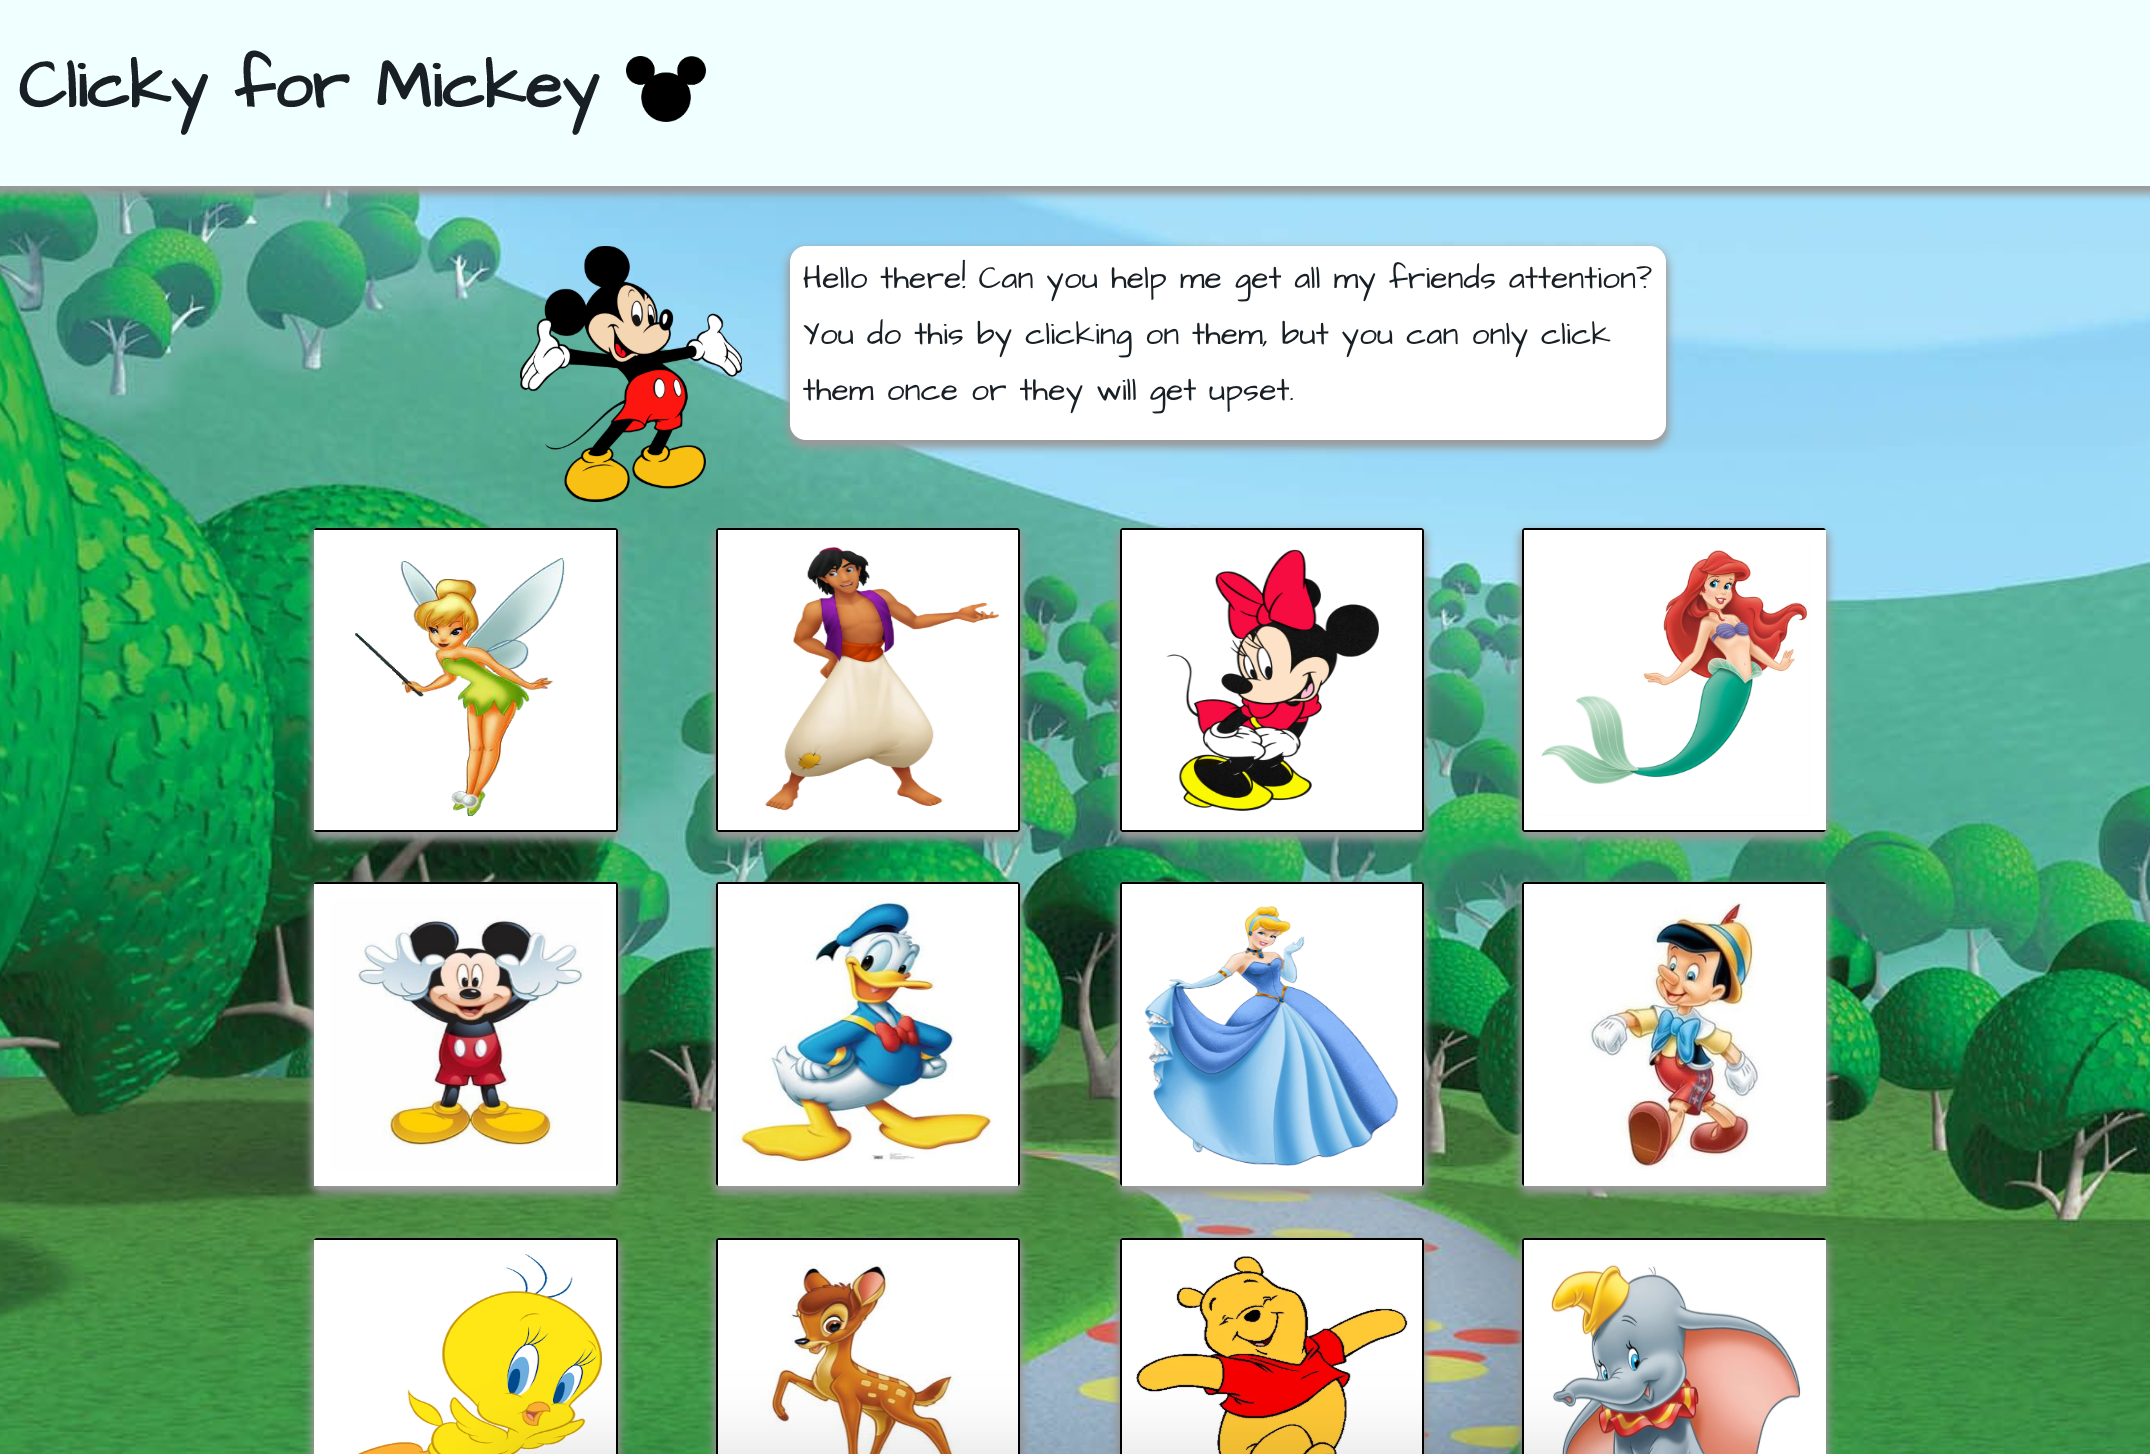 Clicky for Mickey
Hello there! Can you help me get all my friends attention?
You do this by clicking on them, but you can only click
them once or they will get upset.